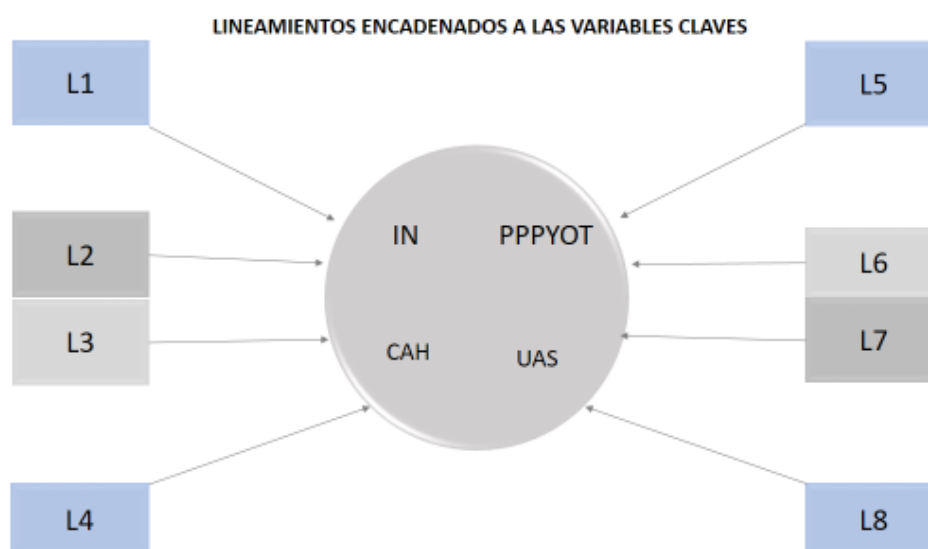 LINEAMIENTOS ENCADENADOS A LAS VARIABLES CLAVES
L1
L5
IN
PPPYOT
L2
L6
L3
L7
CAH
UAS
L4
L8